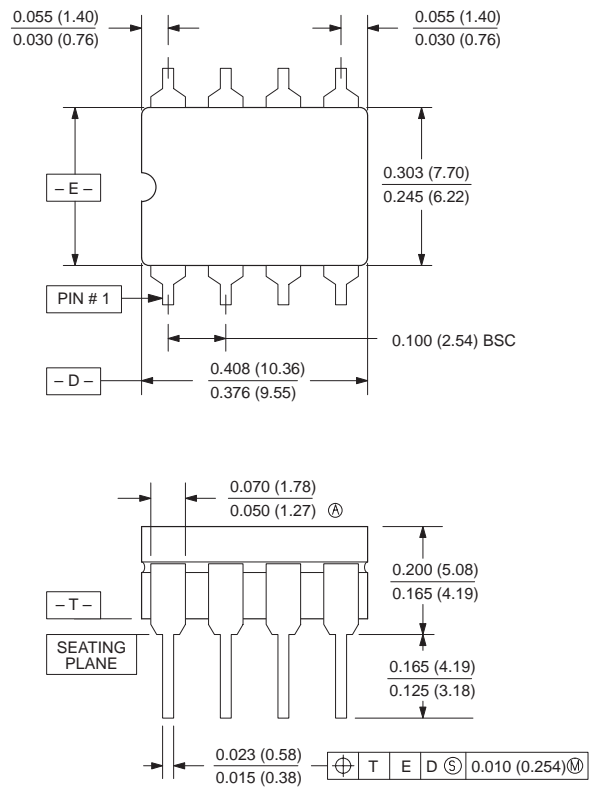 0.055 (1.40)
0.030 (0.76)
0.055 (1.40)
0.030 (0.76)
– E –
0.303 (7.70)
0.245 (6.22)
PIN # 1
0.100 (2.54) BSC
– D –
0.408 (10.36)
0.376 (9.55)
0.070 (1.78)
0.050 (1.27) Ⓐ
0.200 (5.08)
0.165 (4.19)
– T –
SEATING
PLANE
0.165 (4.19)
0.125 (3.18)
0.023 (0.58)
0.015 (0.38)
⌖ T E D Ⓢ 0.010 (0.254) Ⓜ